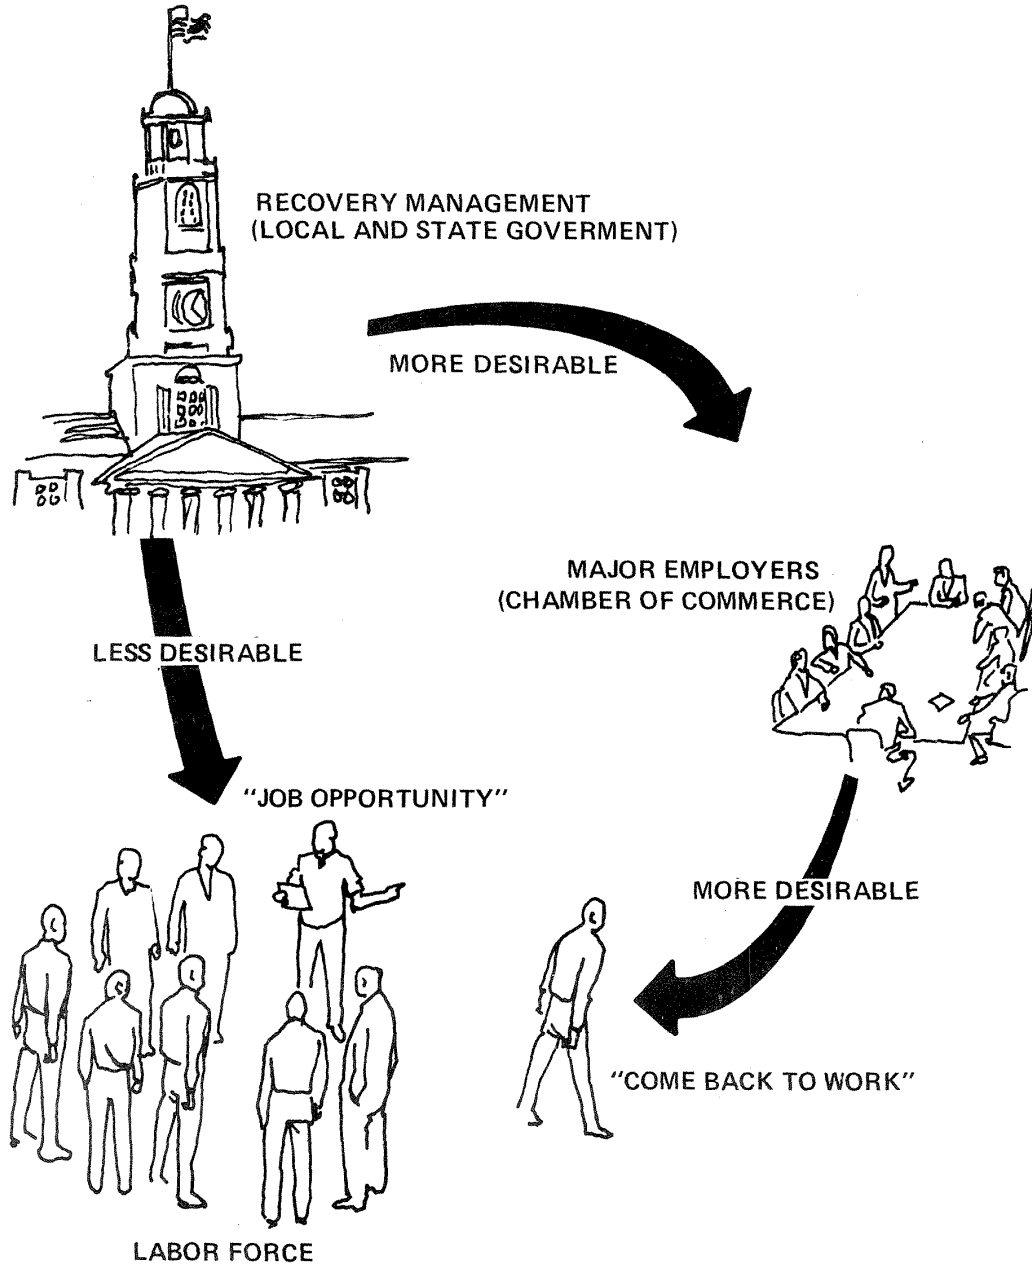 RECOVERY MANAGEMENT
(LOCAL AND STATE GOVERMENT)
MORE DESIRABLE
MAJOR EMPLOYERS
(CHAMBER OF COMMERCE)
LESS DESIRABLE
"JOB OPPORTUNITY"
MORE DESIRABLE
"COME BACK TO WORK"
LABOR FORCE